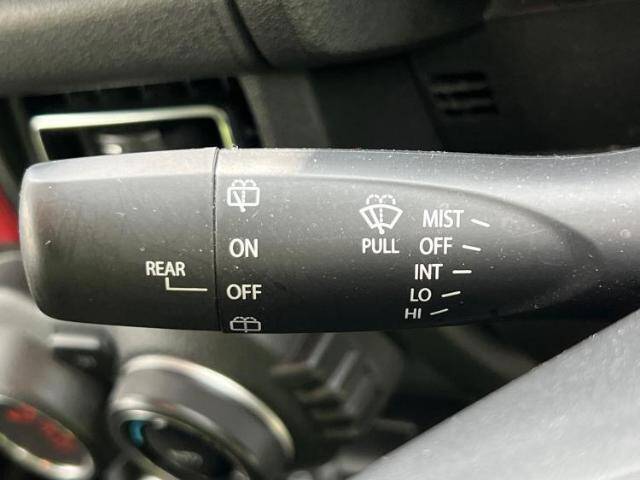 REAR
ON
OFF
PULL
MIST
OFF
INT
LO
HI